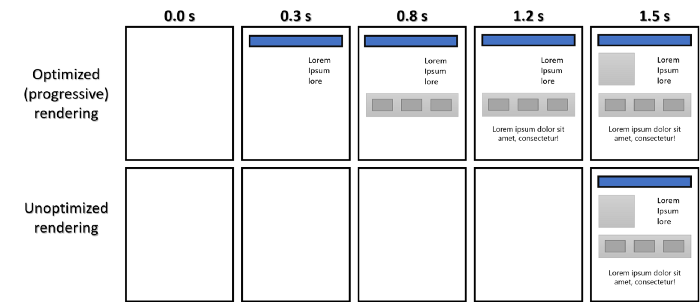 0.0 s 0.3 s 0.8 s 1.2 s 1.5 s
Optimized
(progressive)
rendering
Lorem
Ipsum
lore
Lorem
Ipsum
lore
Lorem ipsum dolor sit
amet, consectetur!
Lorem
Ipsum
lore
Lorem ipsum dolor sit
amet, consectetur!
Lorem
Ipsum
lore
Unoptimized
rendering
Lorem
Ipsum
lore
Lorem ipsum dolor sit
amet, consectetur!